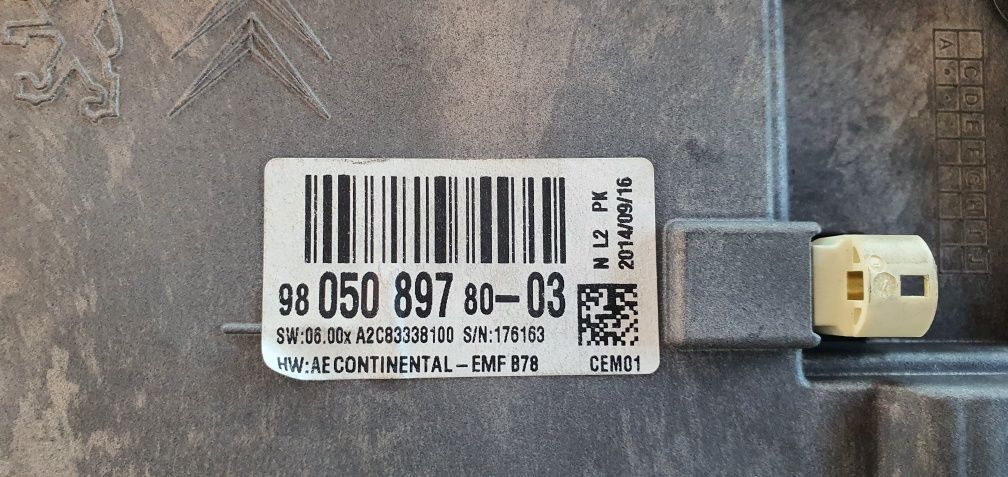 98 050 897 80-03
SW:06.00x A2C83338100 S/N:176163
HW:AE CONTINENTAL-EMF B78
N L2 PK
2014/09/16
CEM01